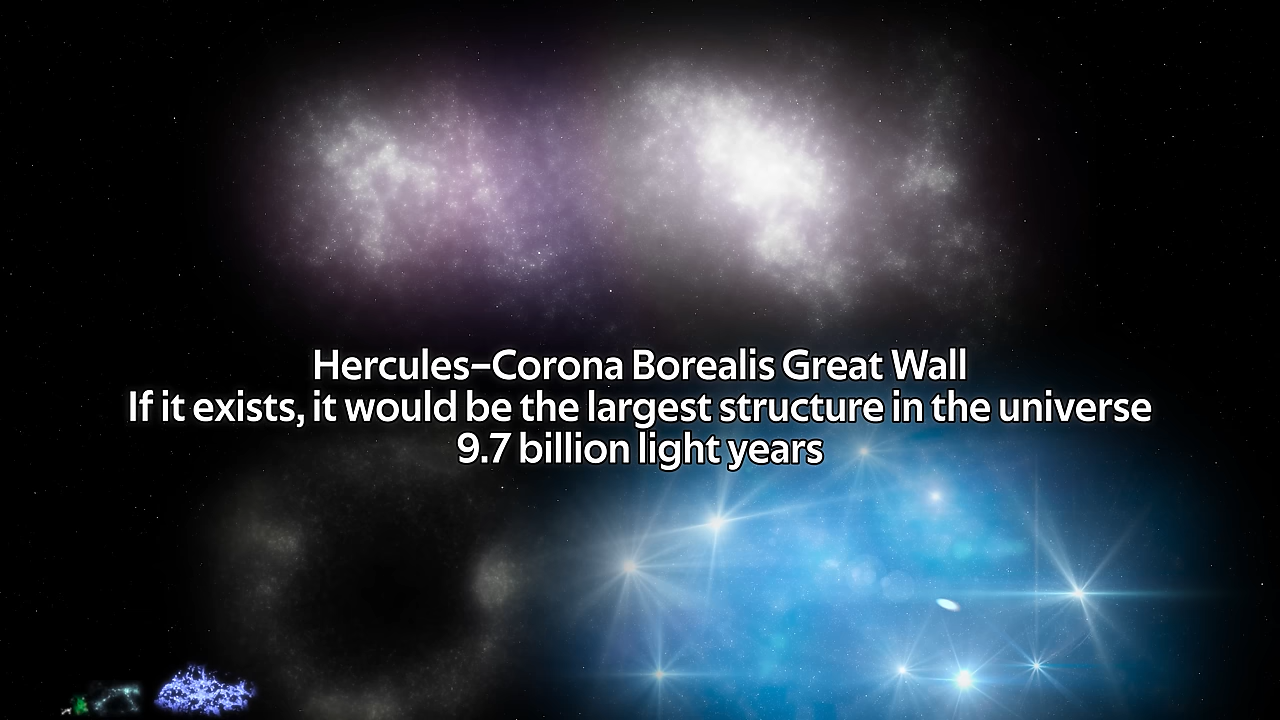 Hercules–Corona Borealis Great Wall
If it exists, it would be the largest structure in the universe
9.7 billion light years